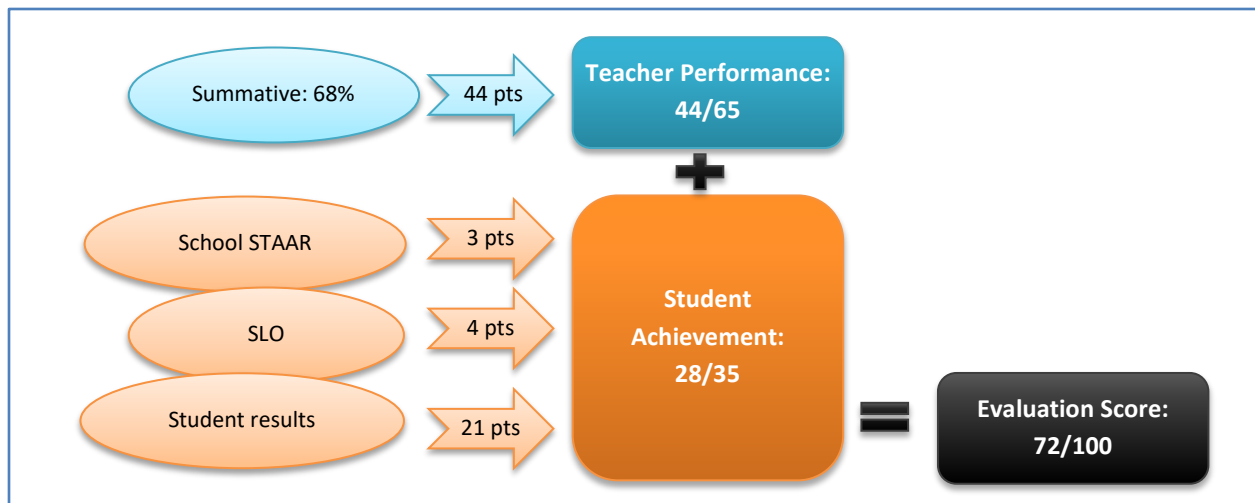 Summative: 68%
44 pts
Teacher Performance:
44/65
School STAAR
3 pts
SLO
4 pts
Student results
21 pts
Student
Achievement:
28/35
Evaluation Score:
72/100